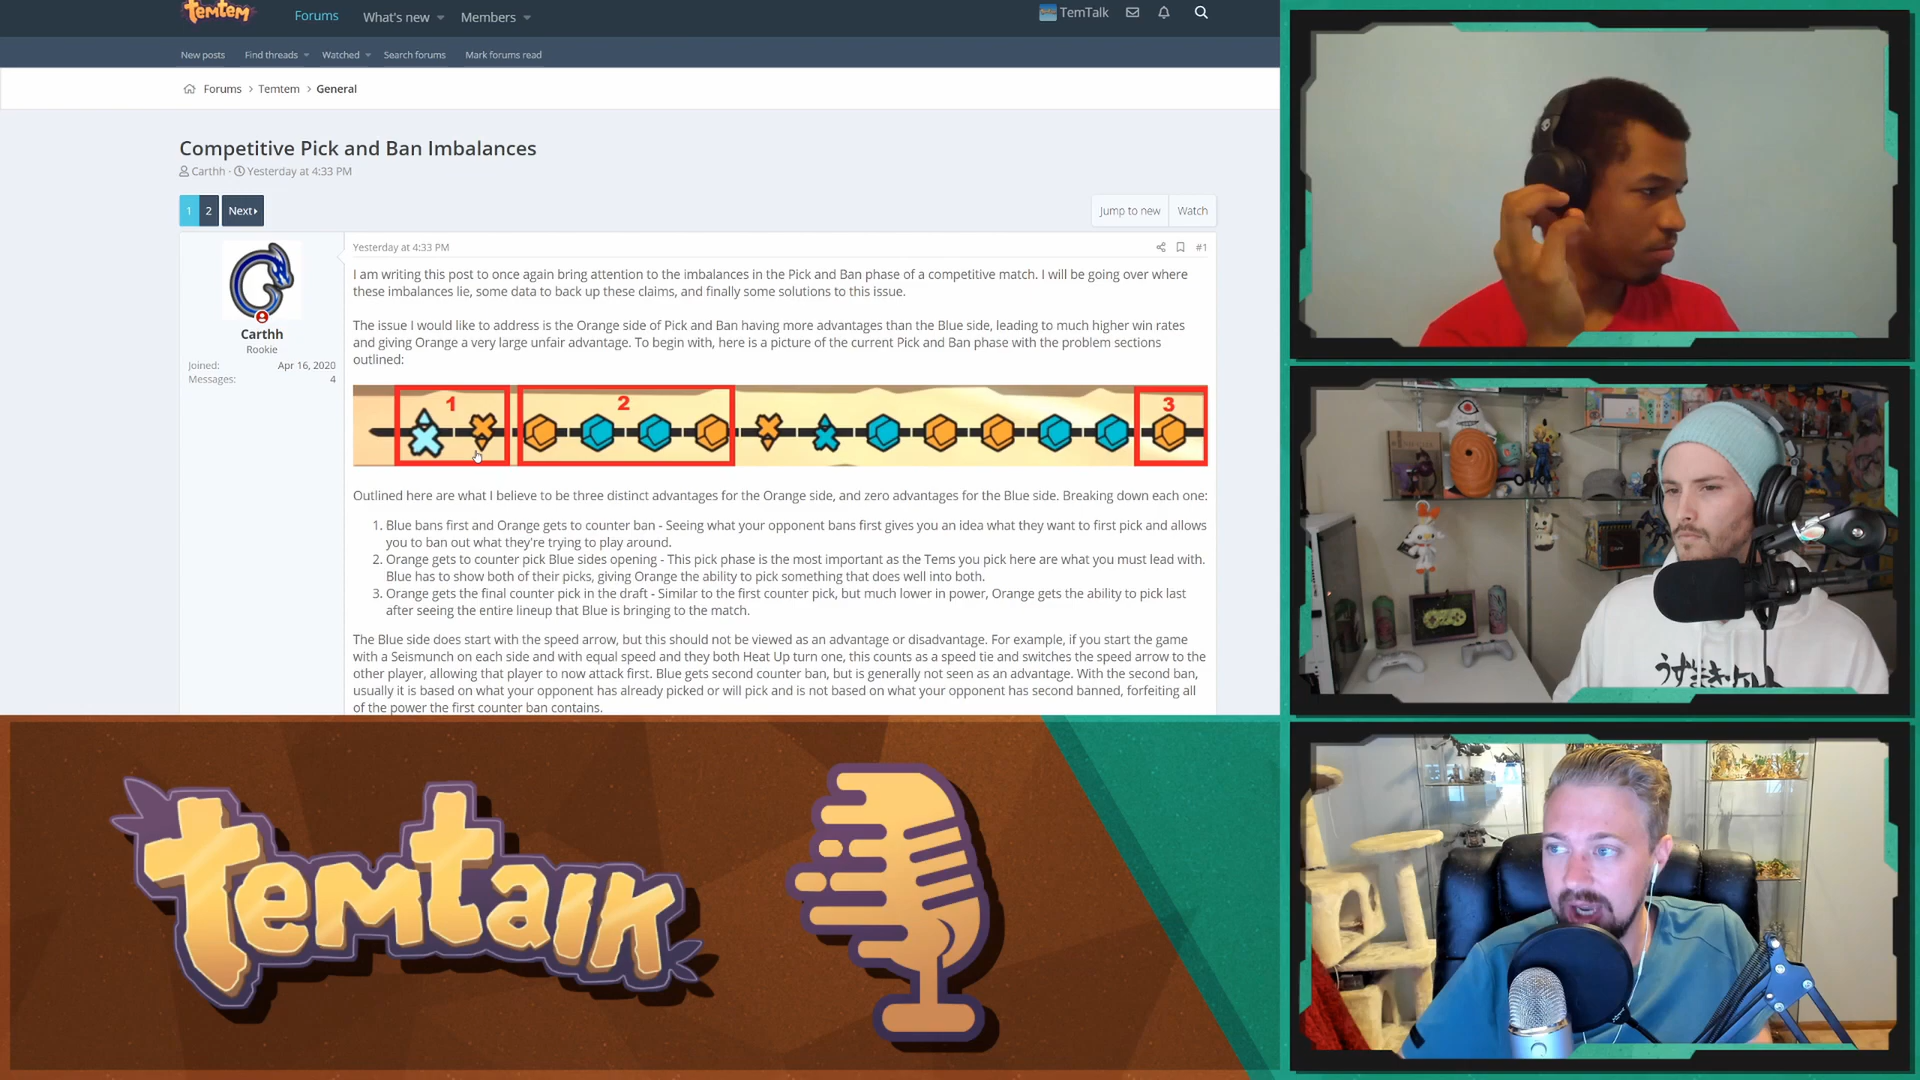 temtem
Forums
What's new
Members
TemTalk
New posts
Find threads
Watched
Search forums
Mark forums read
Forums > Temtem > General
Competitive Pick and Ban Imbalances
Carthh · Yesterday at 4:33 PM
1 2 Next
Jump to new
Watch
Yesterday at 4:33 PM
#1
Carthh
Rookie
Joined: Apr 16, 2020
Messages: 4
I am writing this post to once again bring attention to the imbalances in the Pick and Ban phase of a competitive match. I will be going over where
these imbalances lie, some data to back up these claims, and finally some solutions to this issue.
The issue I would like to address is the Orange side of Pick and Ban having more advantages than the Blue side, leading to much higher win rates
and giving Orange a very large unfair advantage. To begin with, here is a picture of the current Pick and Ban phase with the problem sections
outlined:
1
2
3
Outlined here are what I believe to be three distinct advantages for the Orange side, and zero advantages for the Blue side. Breaking down each one:
1. Blue bans first and Orange gets to counter ban - Seeing what your opponent bans first gives you an idea what they want to first pick and allows
you to ban out what they're trying to play around.
2. Orange gets to counter pick Blue sides opening - This pick phase is the most important as the Tems you pick here are what you must lead with.
Blue has to show both of their picks, giving Orange the ability to pick something that does well into both.
3. Orange gets the final counter pick in the draft - Similar to the first counter pick, but much lower in power, Orange gets the ability to pick last
after seeing the entire lineup that Blue is bringing to the match.
The Blue side does start with the speed arrow, but this should not be viewed as an advantage or disadvantage. For example, if you start the game
with a Seismunch on each side and with equal speed and they both Heat Up turn one, this counts as a speed tie and switches the speed arrow to the
other player, allowing that player to now attack first. Blue gets second counter ban, but is generally not seen as an advantage. With the second ban,
usually it is based on what your opponent has already picked or will pick and is not based on what your opponent has second banned, forfeiting all
of the power the first counter ban contains.
temtalk